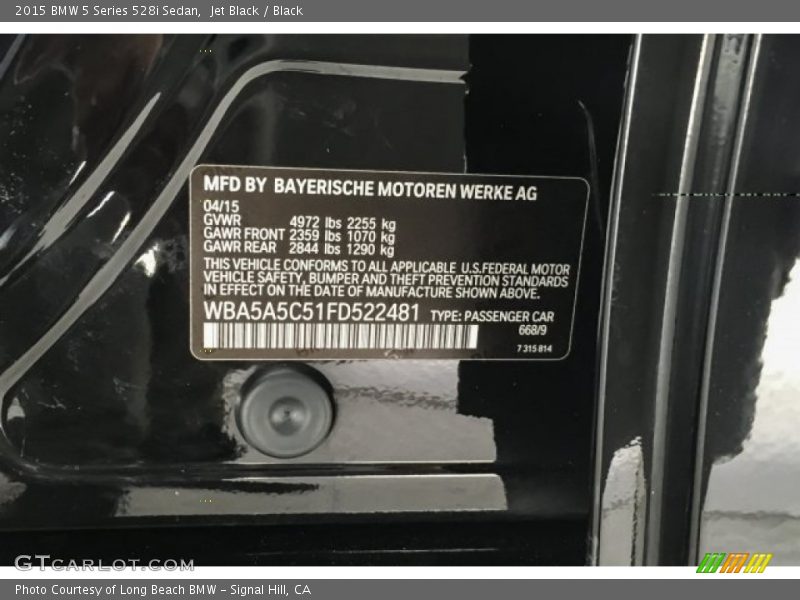 2015 BMW 5 Series 528i Sedan, Jet Black / Black
MFD BY BAYERISCHE MOTOREN WERKE AG
04/15
GVWR 4972 lbs 2255 kg
GAWR FRONT 2359 lbs 1070 kg
GAWR REAR 2844 lbs 1290 kg
THIS VEHICLE CONFORMS TO ALL APPLICABLE U.S.FEDERAL MOTOR
VEHICLE SAFETY, BUMPER AND THEFT PREVENTION STANDARDS
IN EFFECT ON THE DATE OF MANUFACTURE SHOWN ABOVE.
WBA5A5C51FD522481 TYPE: PASSENGER CAR
668/9
7 315 814
GTCARLOT.COM
Photo Courtesy of Long Beach BMW - Signal Hill, CA